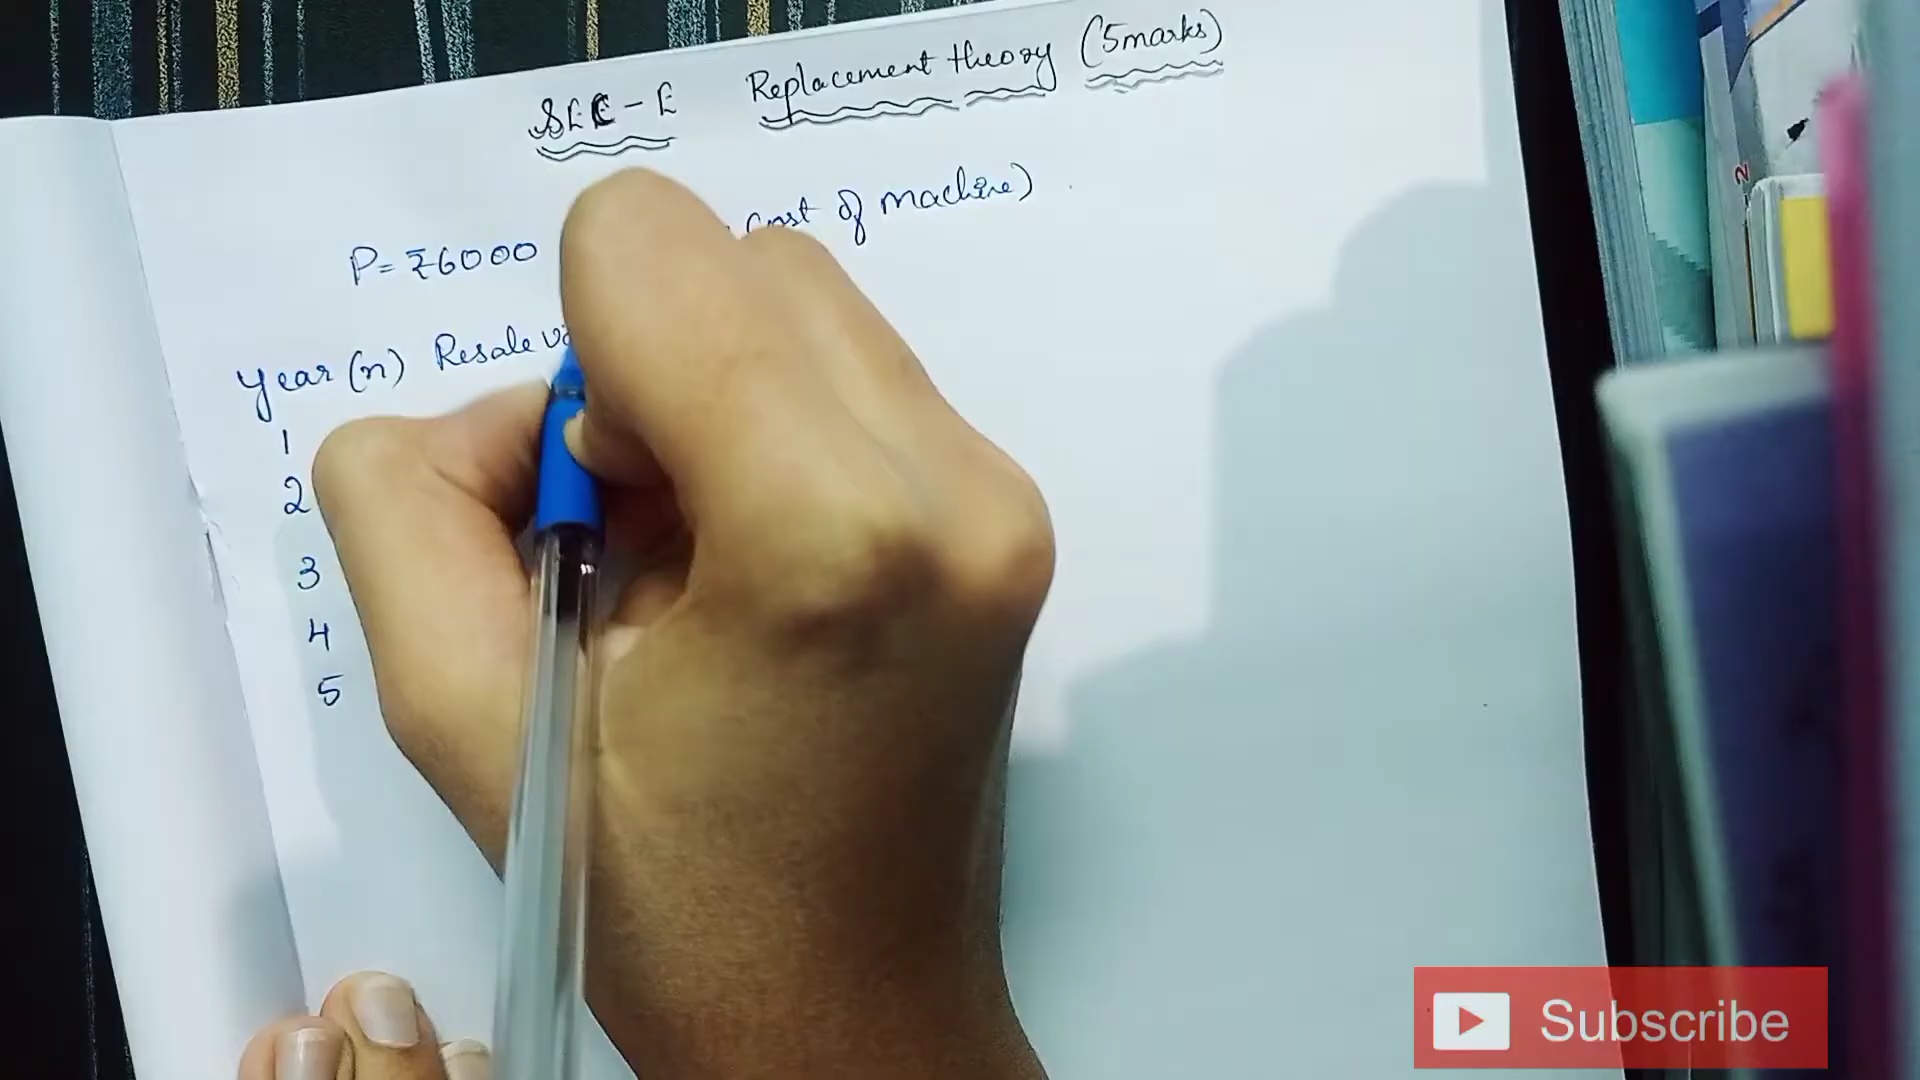 SEC - E Replacement theory (5marks)
P = ₹6000 cost of machine)
Year (n) Resale
1
2
3
4
5
Subscribe